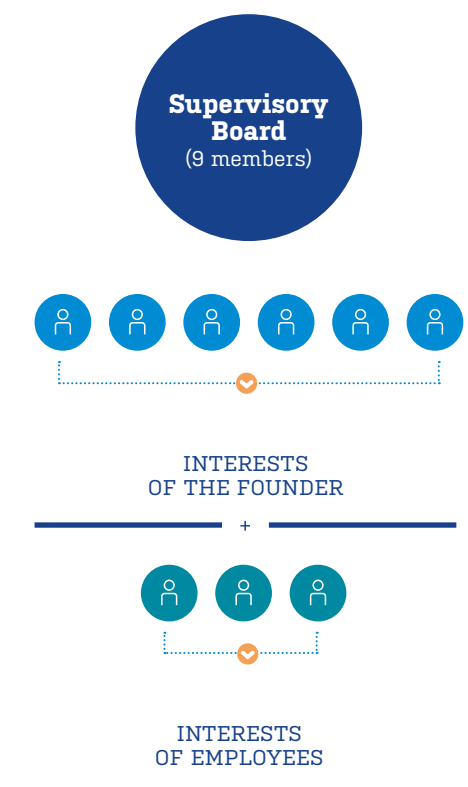 Supervisory
Board
(9 members)
INTERESTS
OF THE FOUNDER
+
INTERESTS
OF EMPLOYEES